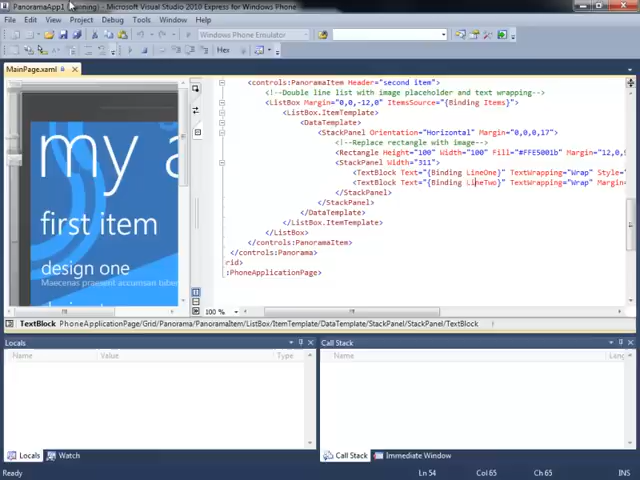 PanoramaApp1 (Running) - Microsoft Visual Studio 2010 Express for Windows Phone
File Edit View Project Debug Tools Window Help
Windows Phone Emulator
Hex
MainPage.xaml
my a
first item
design one
Maecenas praesent accumsan biben
<controls:PanoramaItem Header="second item">
<!--Double line list with image placeholder and text wrapping-->
<ListBox Margin="0,0,-12,0" ItemsSource="{Binding Items}">
<ListBox.ItemTemplate>
<DataTemplate>
<StackPanel Orientation="Horizontal" Margin="0,0,0,17">
<!--Replace rectangle with image-->
<Rectangle Height="100" Width="100" Fill="#FFE5001b" Margin="12,0,9
<StackPanel Width="311">
<TextBlock Text="{Binding LineOne}" TextWrapping="Wrap" Style="
<TextBlock Text="{Binding LineTwo}" TextWrapping="Wrap" Margin=
</StackPanel>
</StackPanel>
</DataTemplate>
</ListBox.ItemTemplate>
</ListBox>
</controls:PanoramaItem>
</controls:Panorama>
rid>
:PhoneApplicationPage>
100 %
TextBlock PhoneApplicationPage/Grid/Panorama/PanoramaItem/ListBox/ItemTemplate/DataTemplate/StackPanel/StackPanel/TextBlock
Locals
Name Value Type
Call Stack
Name Lang
Locals Watch
Call Stack Immediate Window
Ready Ln 54 Col 65 Ch 65 INS